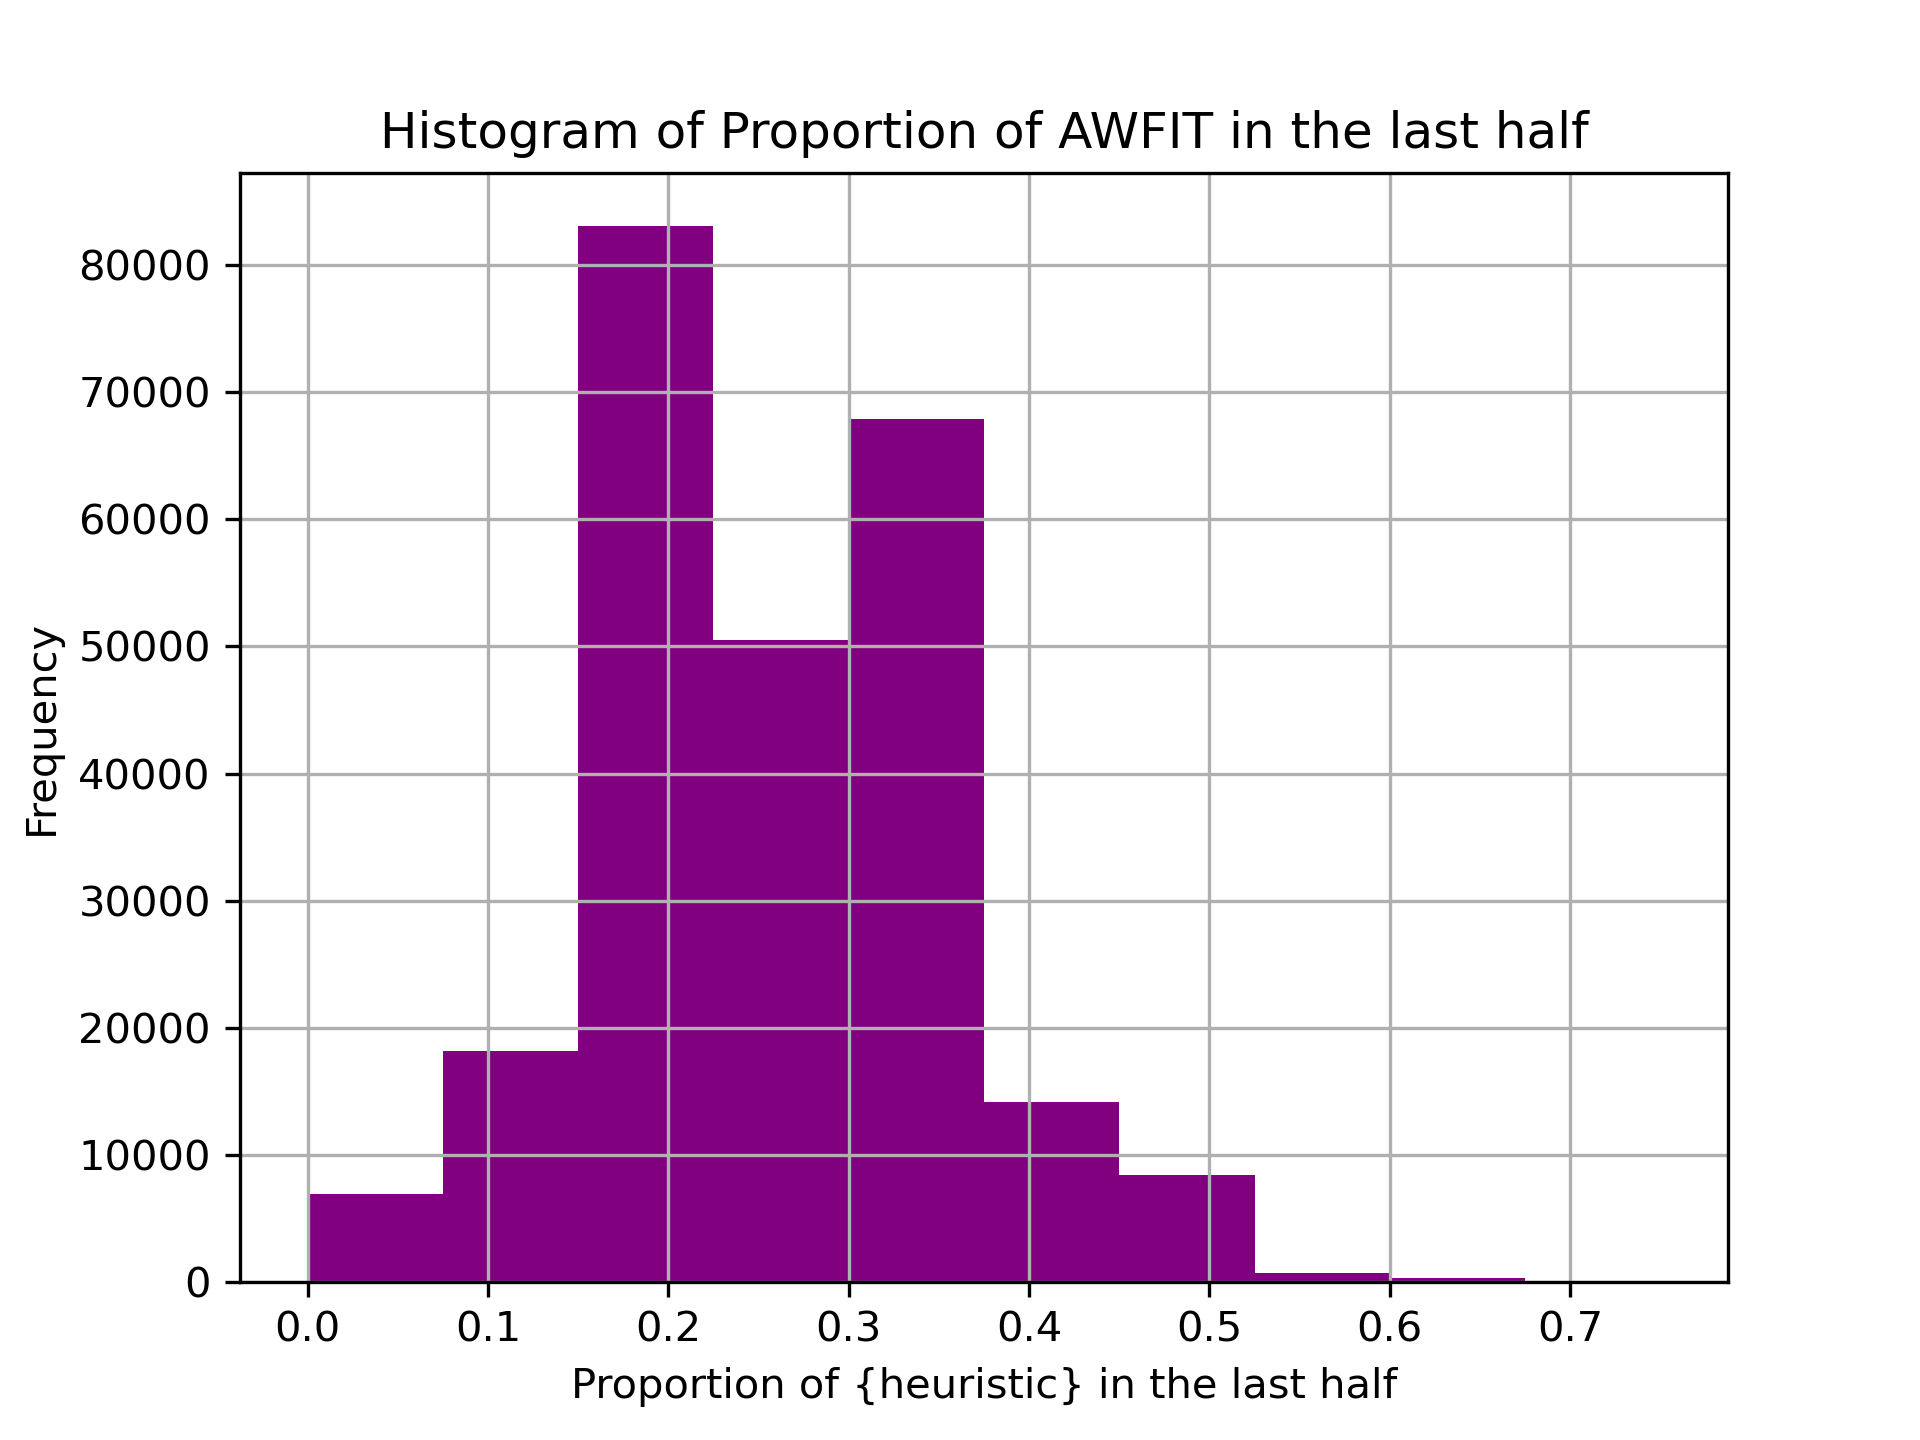 Histogram of Proportion of AWFIT in the last half
80000
70000
60000
50000
40000
30000
20000
10000
0
Frequency
0.0 0.1 0.2 0.3 0.4 0.5 0.6 0.7
Proportion of {heuristic} in the last half